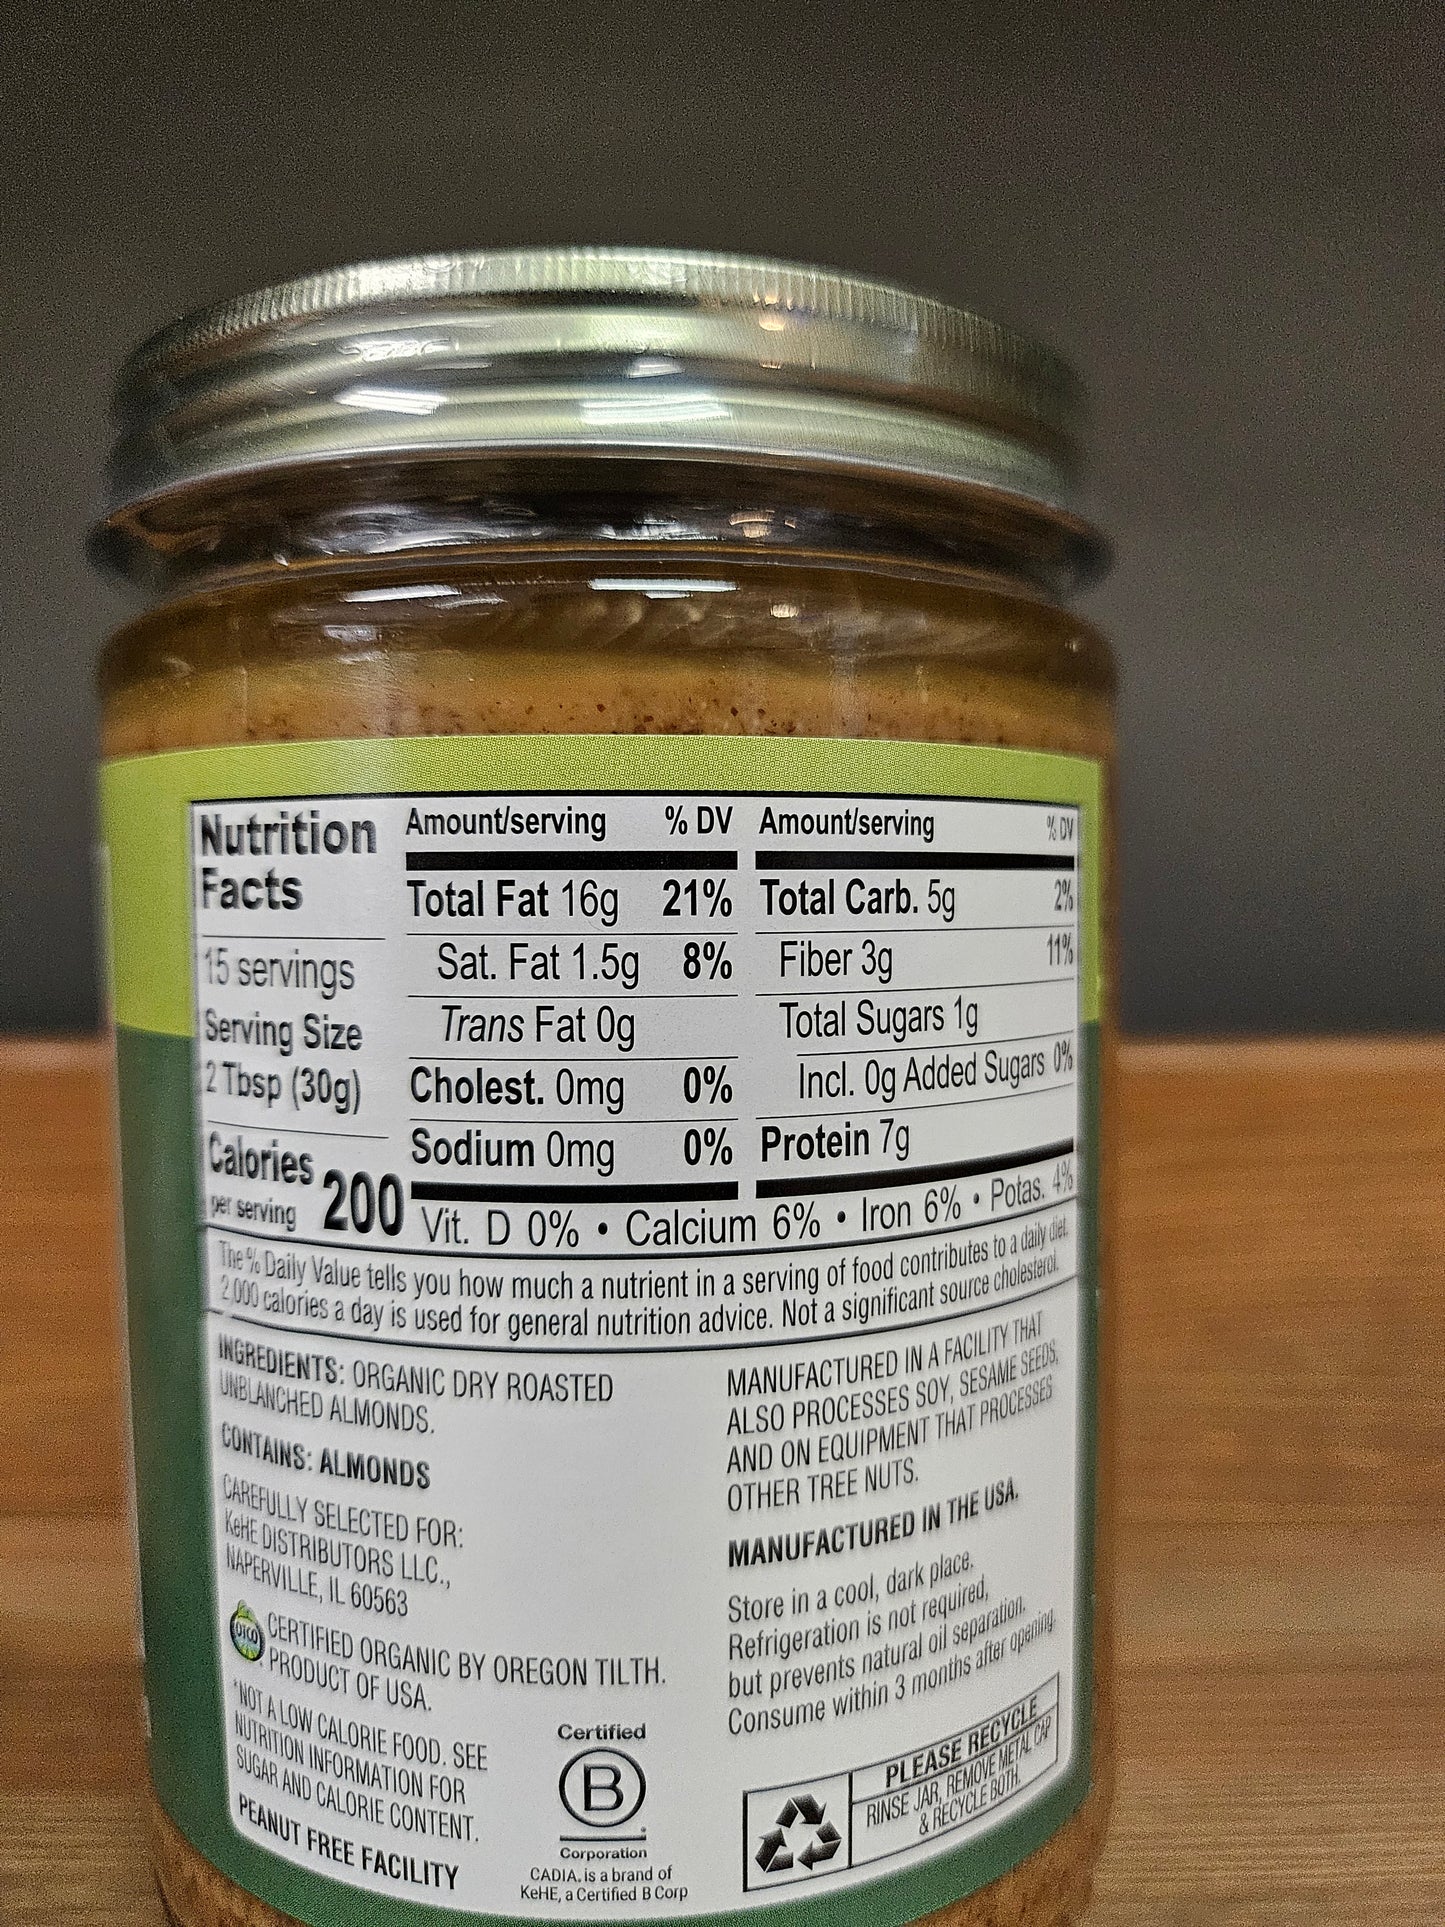 Nutrition
Facts
15 servings
Serving Size
2 Tbsp (30g)
Calories
per serving 200
Amount/serving % DV
Total Fat 16g 21%
Sat. Fat 1.5g 8%
Trans Fat 0g
Cholest. 0mg 0%
Sodium 0mg 0%
Amount/serving % DV
Total Carb. 5g 2%
Fiber 3g 11%
Total Sugars 1g
Incl. 0g Added Sugars 0%
Protein 7g
Vit. D 0% • Calcium 6% • Iron 6% • Potas. 4%
The % Daily Value tells you how much a nutrient in a serving of food contributes to a daily diet.
2,000 calories a day is used for general nutrition advice. Not a significant source cholesterol.
INGREDIENTS: ORGANIC DRY ROASTED
UNBLANCHED ALMONDS.
CONTAINS: ALMONDS
CAREFULLY SELECTED FOR:
KeHE DISTRIBUTORS LLC.,
NAPERVILLE, IL 60563
OTCO
CERTIFIED ORGANIC BY OREGON TILTH.
PRODUCT OF USA.
*NOT A LOW CALORIE FOOD. SEE
NUTRITION INFORMATION FOR
SUGAR AND CALORIE CONTENT.
PEANUT FREE FACILITY
Certified
B
Corporation
CADIA. is a brand of
KeHE, a Certified B Corp
MANUFACTURED IN A FACILITY THAT
ALSO PROCESSES SOY, SESAME SEEDS,
AND ON EQUIPMENT THAT PROCESSES
OTHER TREE NUTS.
MANUFACTURED IN THE USA.
Store in a cool, dark place.
Refrigeration is not required,
but prevents natural oil separation.
Consume within 3 months after opening.
PLEASE RECYCLE
RINSE JAR, REMOVE METAL CAP
& RECYCLE BOTH.